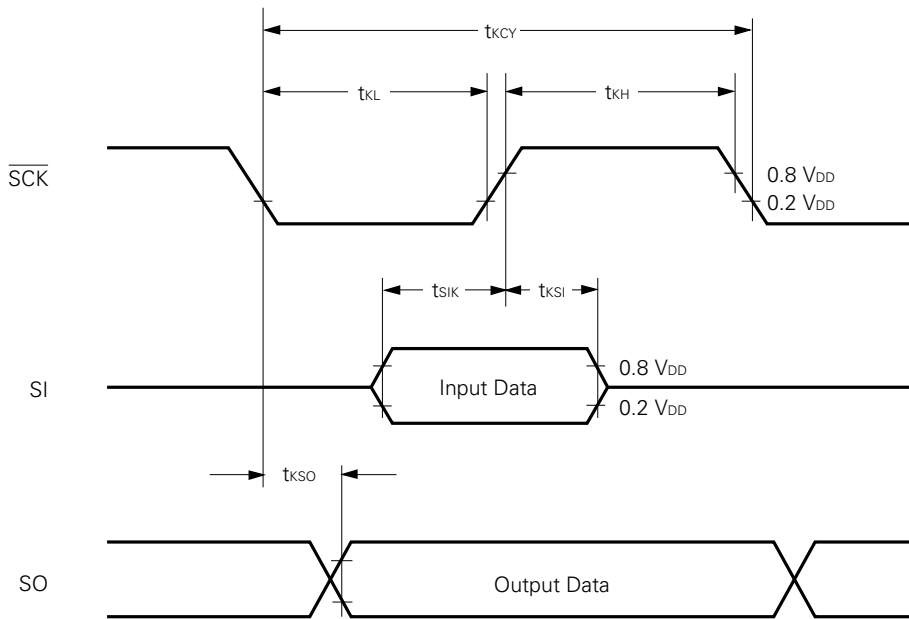 tKCY
tKL
tKH
SCK
0.8 VDD
0.2 VDD
tSIK
tKSI
SI
Input Data
0.8 VDD
0.2 VDD
tKSO
SO
Output Data